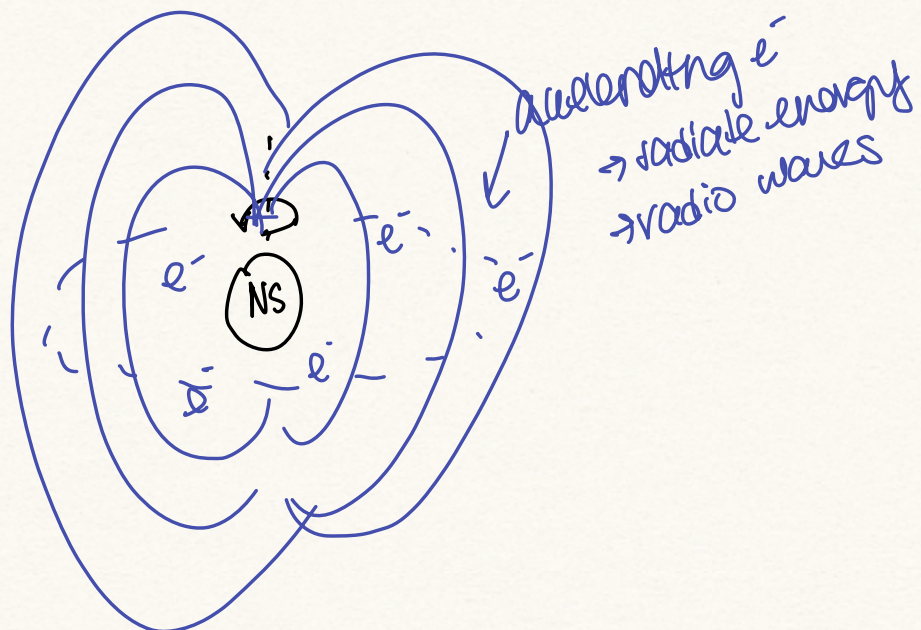 accelerating e⁻
→ radiate energy
→ radio waves
e⁻
e⁻
e⁻
NS
e⁻
e⁻